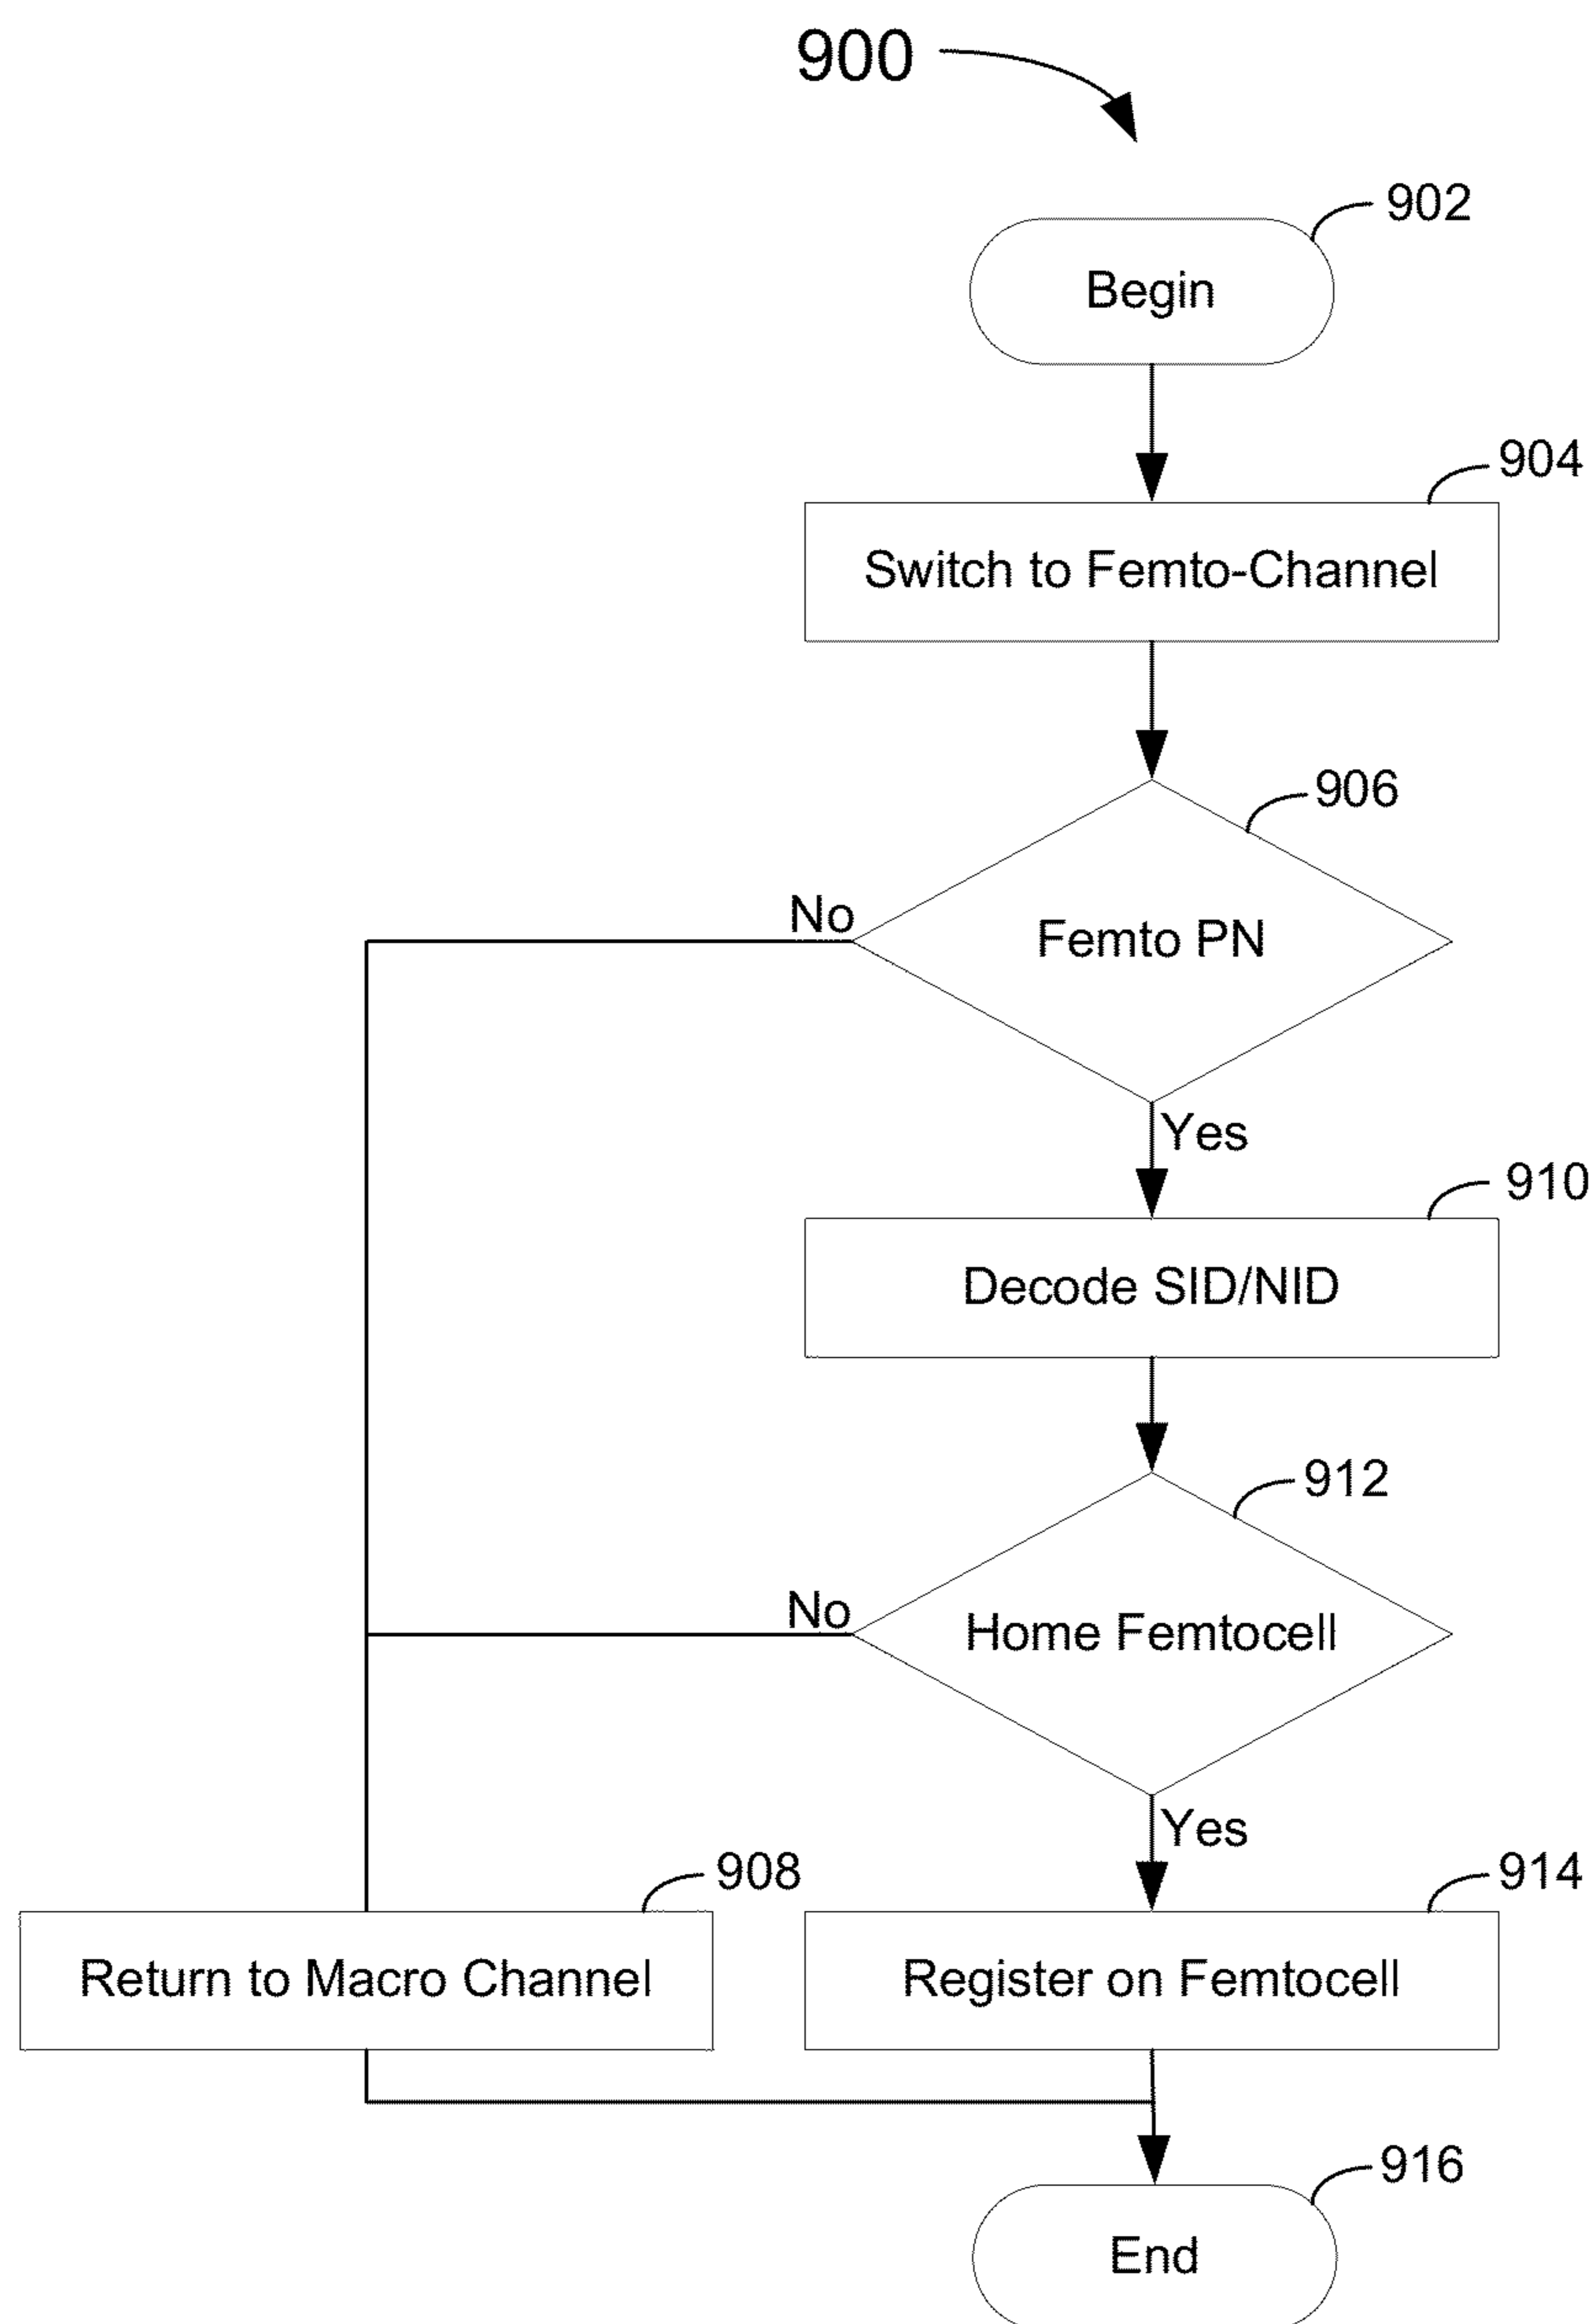 900
902
Begin
904
Switch to Femto-Channel
906
No
Femto PN
Yes
910
Decode SID/NID
912
No
Home Femtocell
Yes
908
914
Return to Macro Channel
Register on Femtocell
916
End